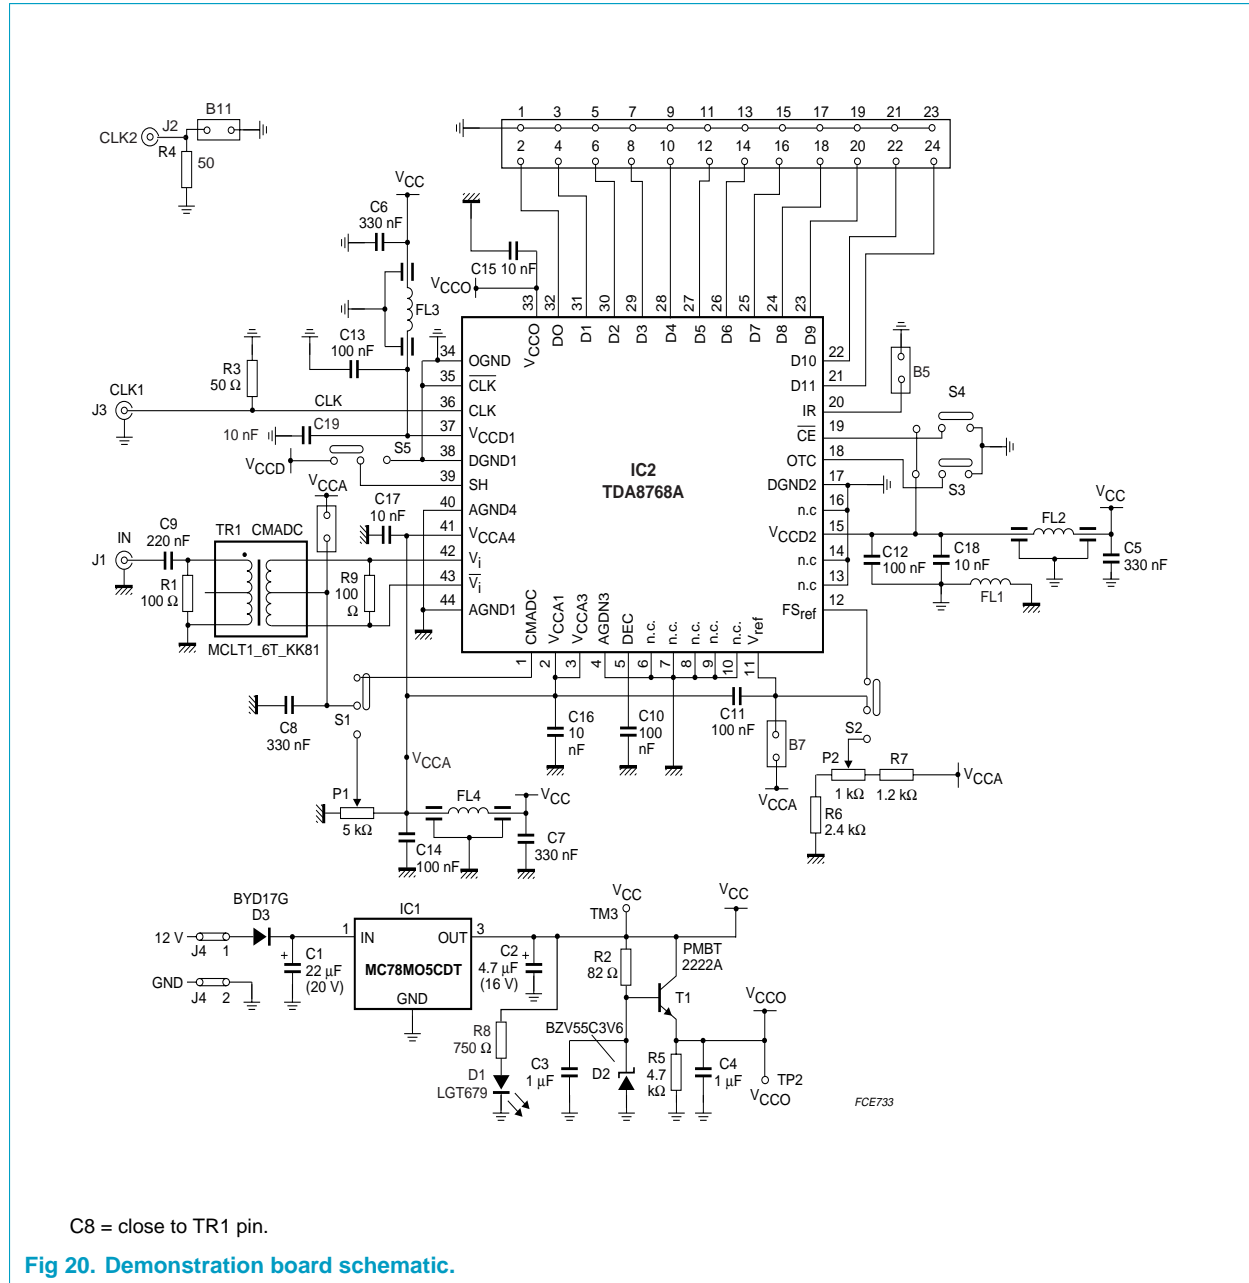 B11
CLK2 J2
R4
50
1 3 5 7 9 11 13 15 17 19 21 23
2 4 6 8 10 12 14 16 18 20 22 24
VCC
C6
330 nF
C15 10 nF
VCCO
FL3
C13
100 nF
33 32 31 30 29 28 27 26 25 24 23
VCCO DO D1 D2 D3 D4 D5 D6 D7 D8 D9
34 OGND
35 CLK
36 CLK
37 VCCD1
38 DGND1
39 SH
40 AGND4
41 VCCA4
42 Vi
43 Vi
44 AGND1
D10 22
D11 21
IR 20
CE 19
OTC 18
DGND2 17
n.c 16
VCCD2 15
n.c 14
n.c 13
FSref 12
IC2
TDA8768A
B5
S4
S3
R3
50 Ω
CLK1
J3
CLK
C19
10 nF
VCCD
S5
VCCA
C17
10 nF
IN
C9
220 nF
J1
TR1 CMADC
R1
100 Ω
R9
100
Ω
MCLT1_6T_KK81
VCC
FL2
C12
100 nF
C18
10 nF
C5
330 nF
FL1
CMADC VCCA1 VCCA3 AGDN3 DEC n.c. n.c. n.c. n.c. n.c. Vref
1 2 3 4 5 6 7 8 9 10 11
C8
330 nF
S1
C16
10
nF
C10
100
nF
C11
100 nF
B7
VCCA
S2
P2
1 kΩ
R7
1.2 kΩ
VCCA
R6
2.4 kΩ
VCCA
P1
5 kΩ
FL4
VCC
C14
100 nF
C7
330 nF
BYD17G
D3
12 V
J4 1
GND
J4 2
+
C1
22 μF
(20 V)
IC1
1 IN OUT 3
MC78MO5CDT
GND
C2
4.7 μF
(16 V)
+
R8
750 Ω
D1
LGT679
VCC
TM3
R2
82 Ω
VCC
PMBT
2222A
T1
BZV55C3V6
C3
1 μF
D2
R5
4.7
kΩ
C4
1 μF
VCCO
TP2
VCCO
FCE733
C8 = close to TR1 pin.
Fig 20. Demonstration board schematic.